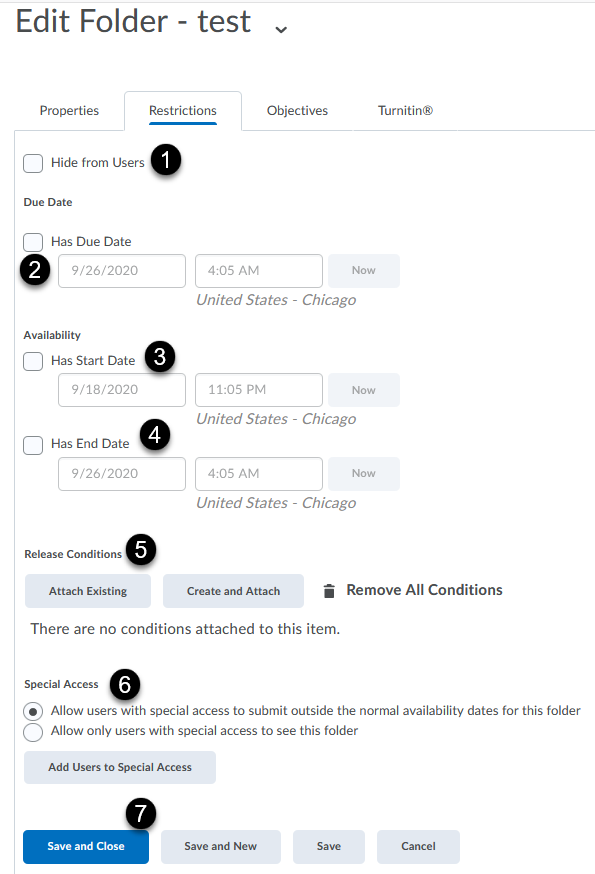 Edit Folder - test
Properties Restrictions Objectives Turnitin®
Hide from Users 1
Due Date
Has Due Date
2 9/26/2020 4:05 AM Now
United States - Chicago
Availability
Has Start Date 3
9/18/2020 11:05 PM Now
United States - Chicago
Has End Date 4
9/26/2020 4:05 AM Now
United States - Chicago
Release Conditions 5
Attach Existing Create and Attach Remove All Conditions
There are no conditions attached to this item.
Special Access 6
Allow users with special access to submit outside the normal availability dates for this folder
Allow only users with special access to see this folder
Add Users to Special Access
7
Save and Close Save and New Save Cancel